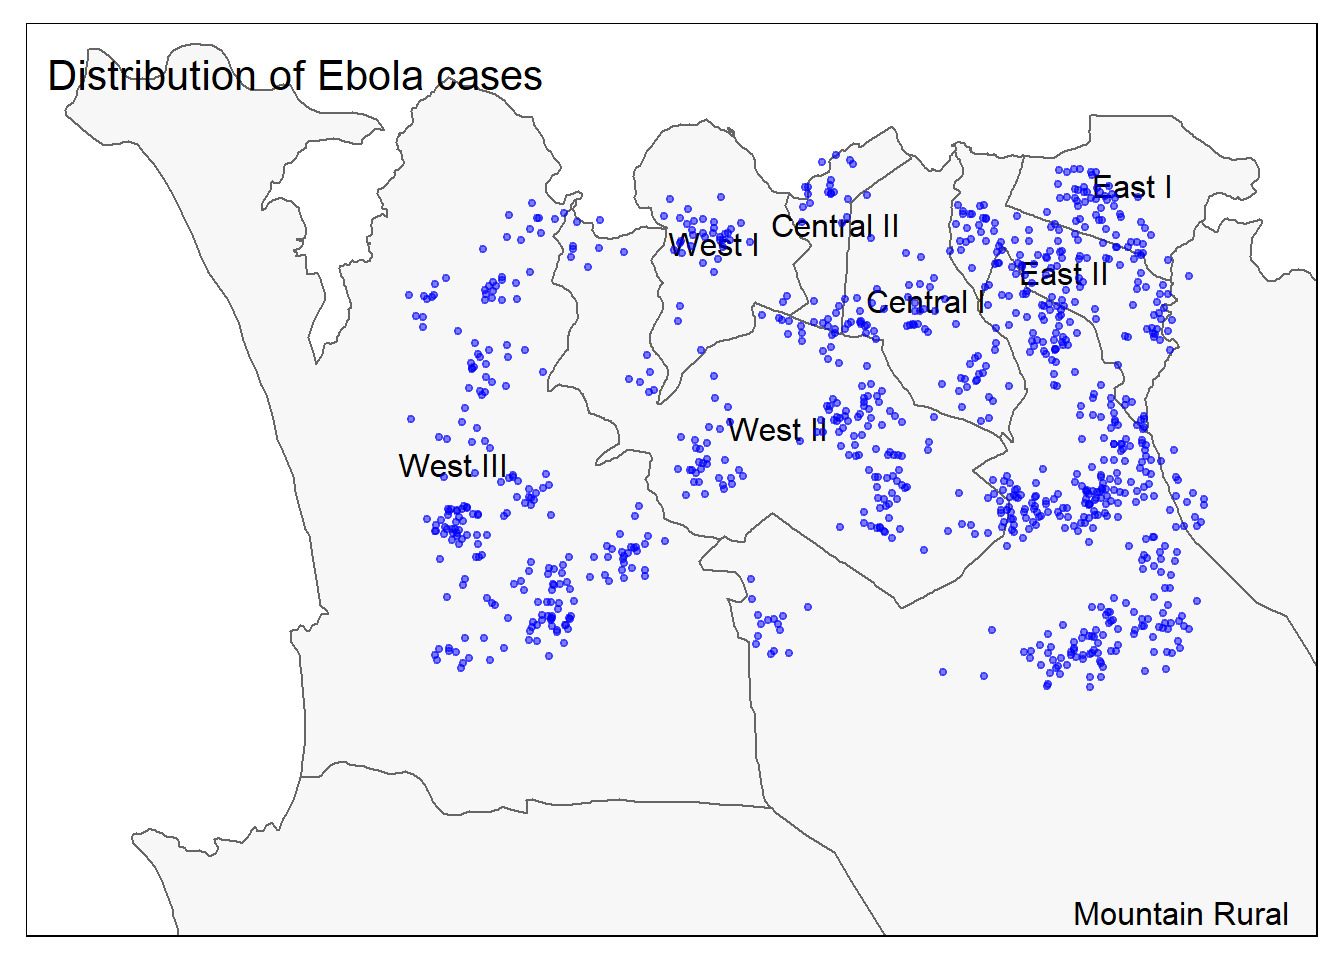 Distribution of Ebola cases
East I
Central II
West I
East II
Central I
West II
West III
Mountain Rural